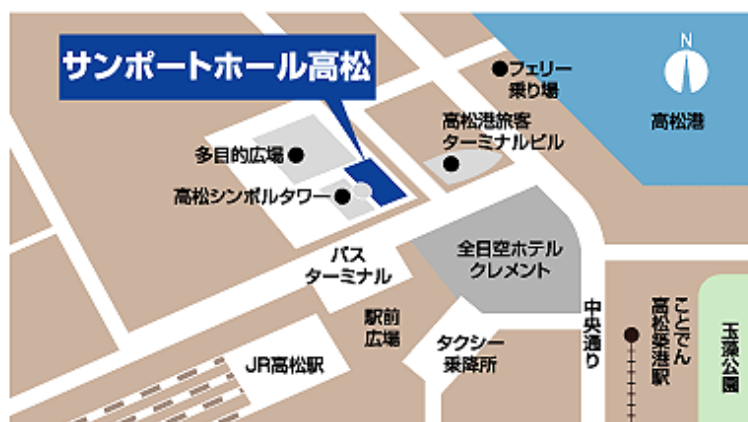 サンポートホール高松
N
フェリー
乗り場
高松港
高松港旅客
ターミナルビル
多目的広場
高松シンボルタワー
バス
ターミナル
全日空ホテル
クレメント
駅前
広場
タクシー
乗降所
JR高松駅
中央通り
ことでん
高松築港駅
玉藻公園